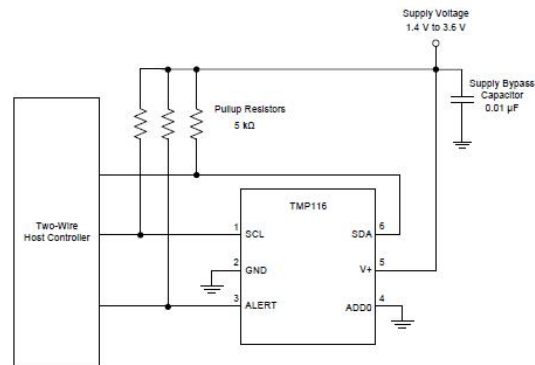 Supply Voltage
1.4 V to 3.6 V
Supply Bypass
Capacitor
0.01 µF
Pullup Resistors
5 kΩ
Two-Wire
Host Controller
TMP116
1
SCL
SDA
6
2
GND
V+
5
3
ALERT
ADD0
4